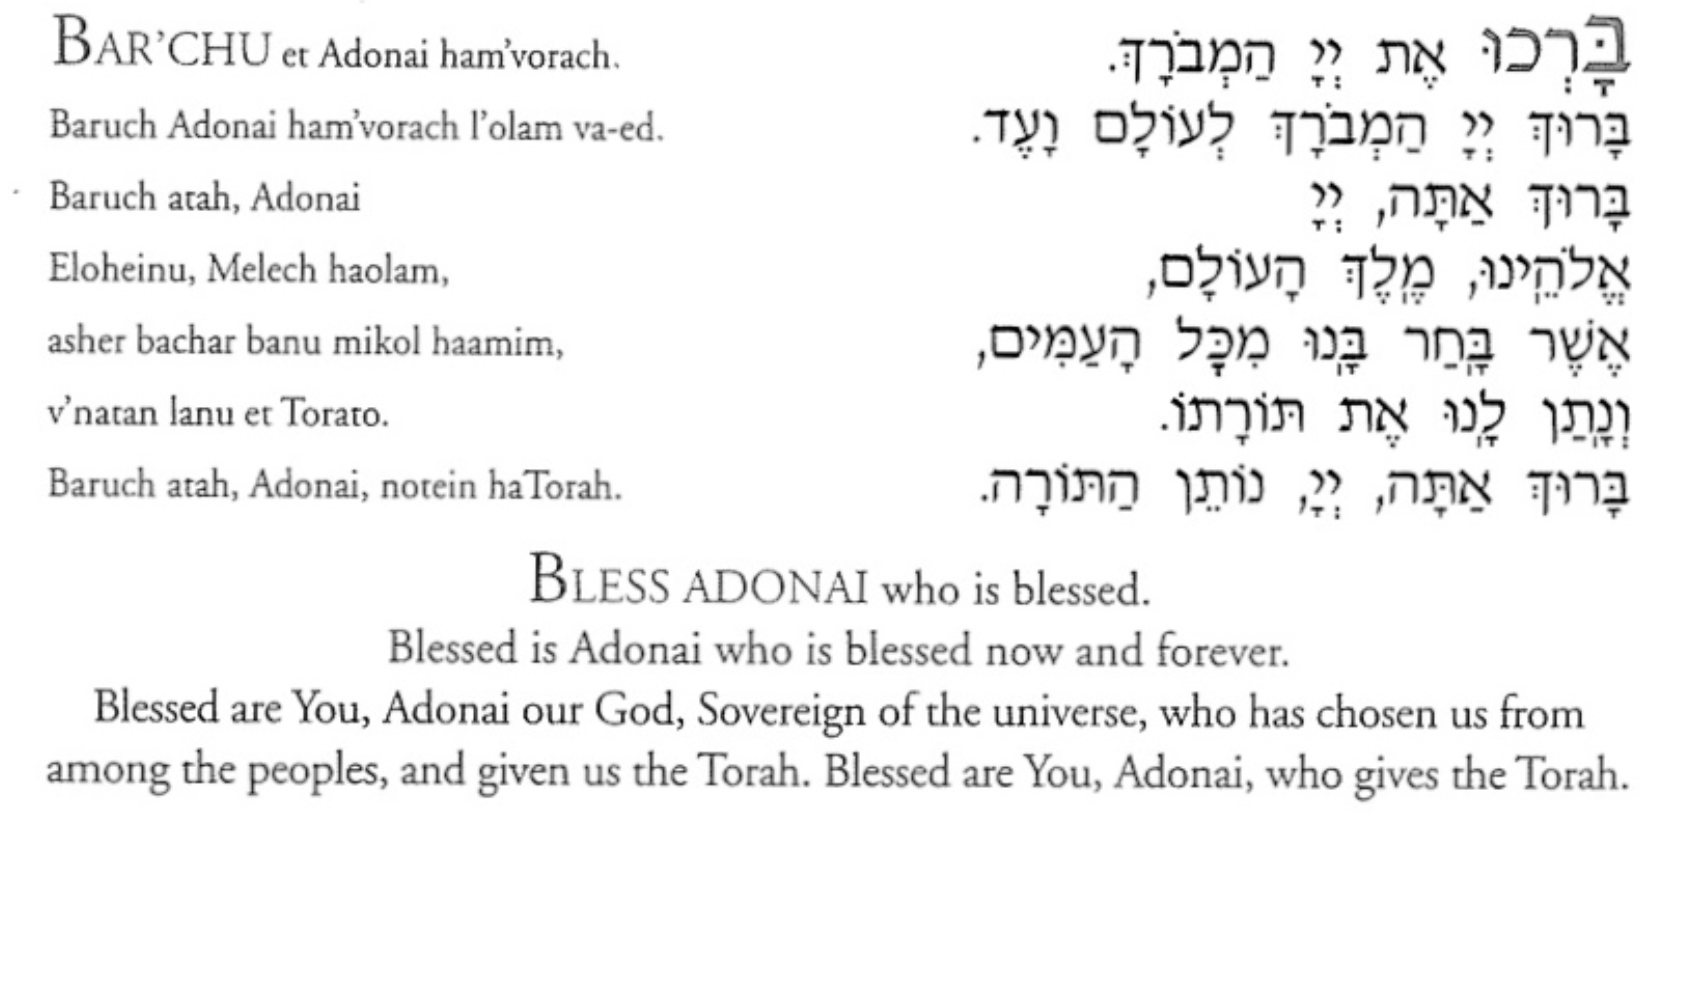 BAR’CHU et Adonai ham’vorach.
בָּרְכוּ אֶת יְיָ הַמְבֹרָךְ.
Baruch Adonai ham’vorach l’olam va-ed.
בָּרוּךְ יְיָ הַמְבֹרָךְ לְעוֹלָם וָעֶד.
Baruch atah, Adonai
בָּרוּךְ אַתָּה, יְיָ
Eloheinu, Melech haolam,
אֱלֹהֵֽינוּ, מֶֽלֶךְ הָעוֹלָם,
asher bachar banu mikol haamim,
אֲשֶׁר בָּֽחַר בָּֽנוּ מִכָּל הָעַמִּים,
v’natan lanu et Torato.
וְנָֽתַן לָֽנוּ אֶת תּוֹרָתוֹ.
Baruch atah, Adonai, notein haTorah.
בָּרוּךְ אַתָּה, יְיָ, נוֹתֵן הַתּוֹרָה.
BLESS ADONAI who is blessed.
Blessed is Adonai who is blessed now and forever.
Blessed are You, Adonai our God, Sovereign of the universe, who has chosen us from
among the peoples, and given us the Torah. Blessed are You, Adonai, who gives the Torah.